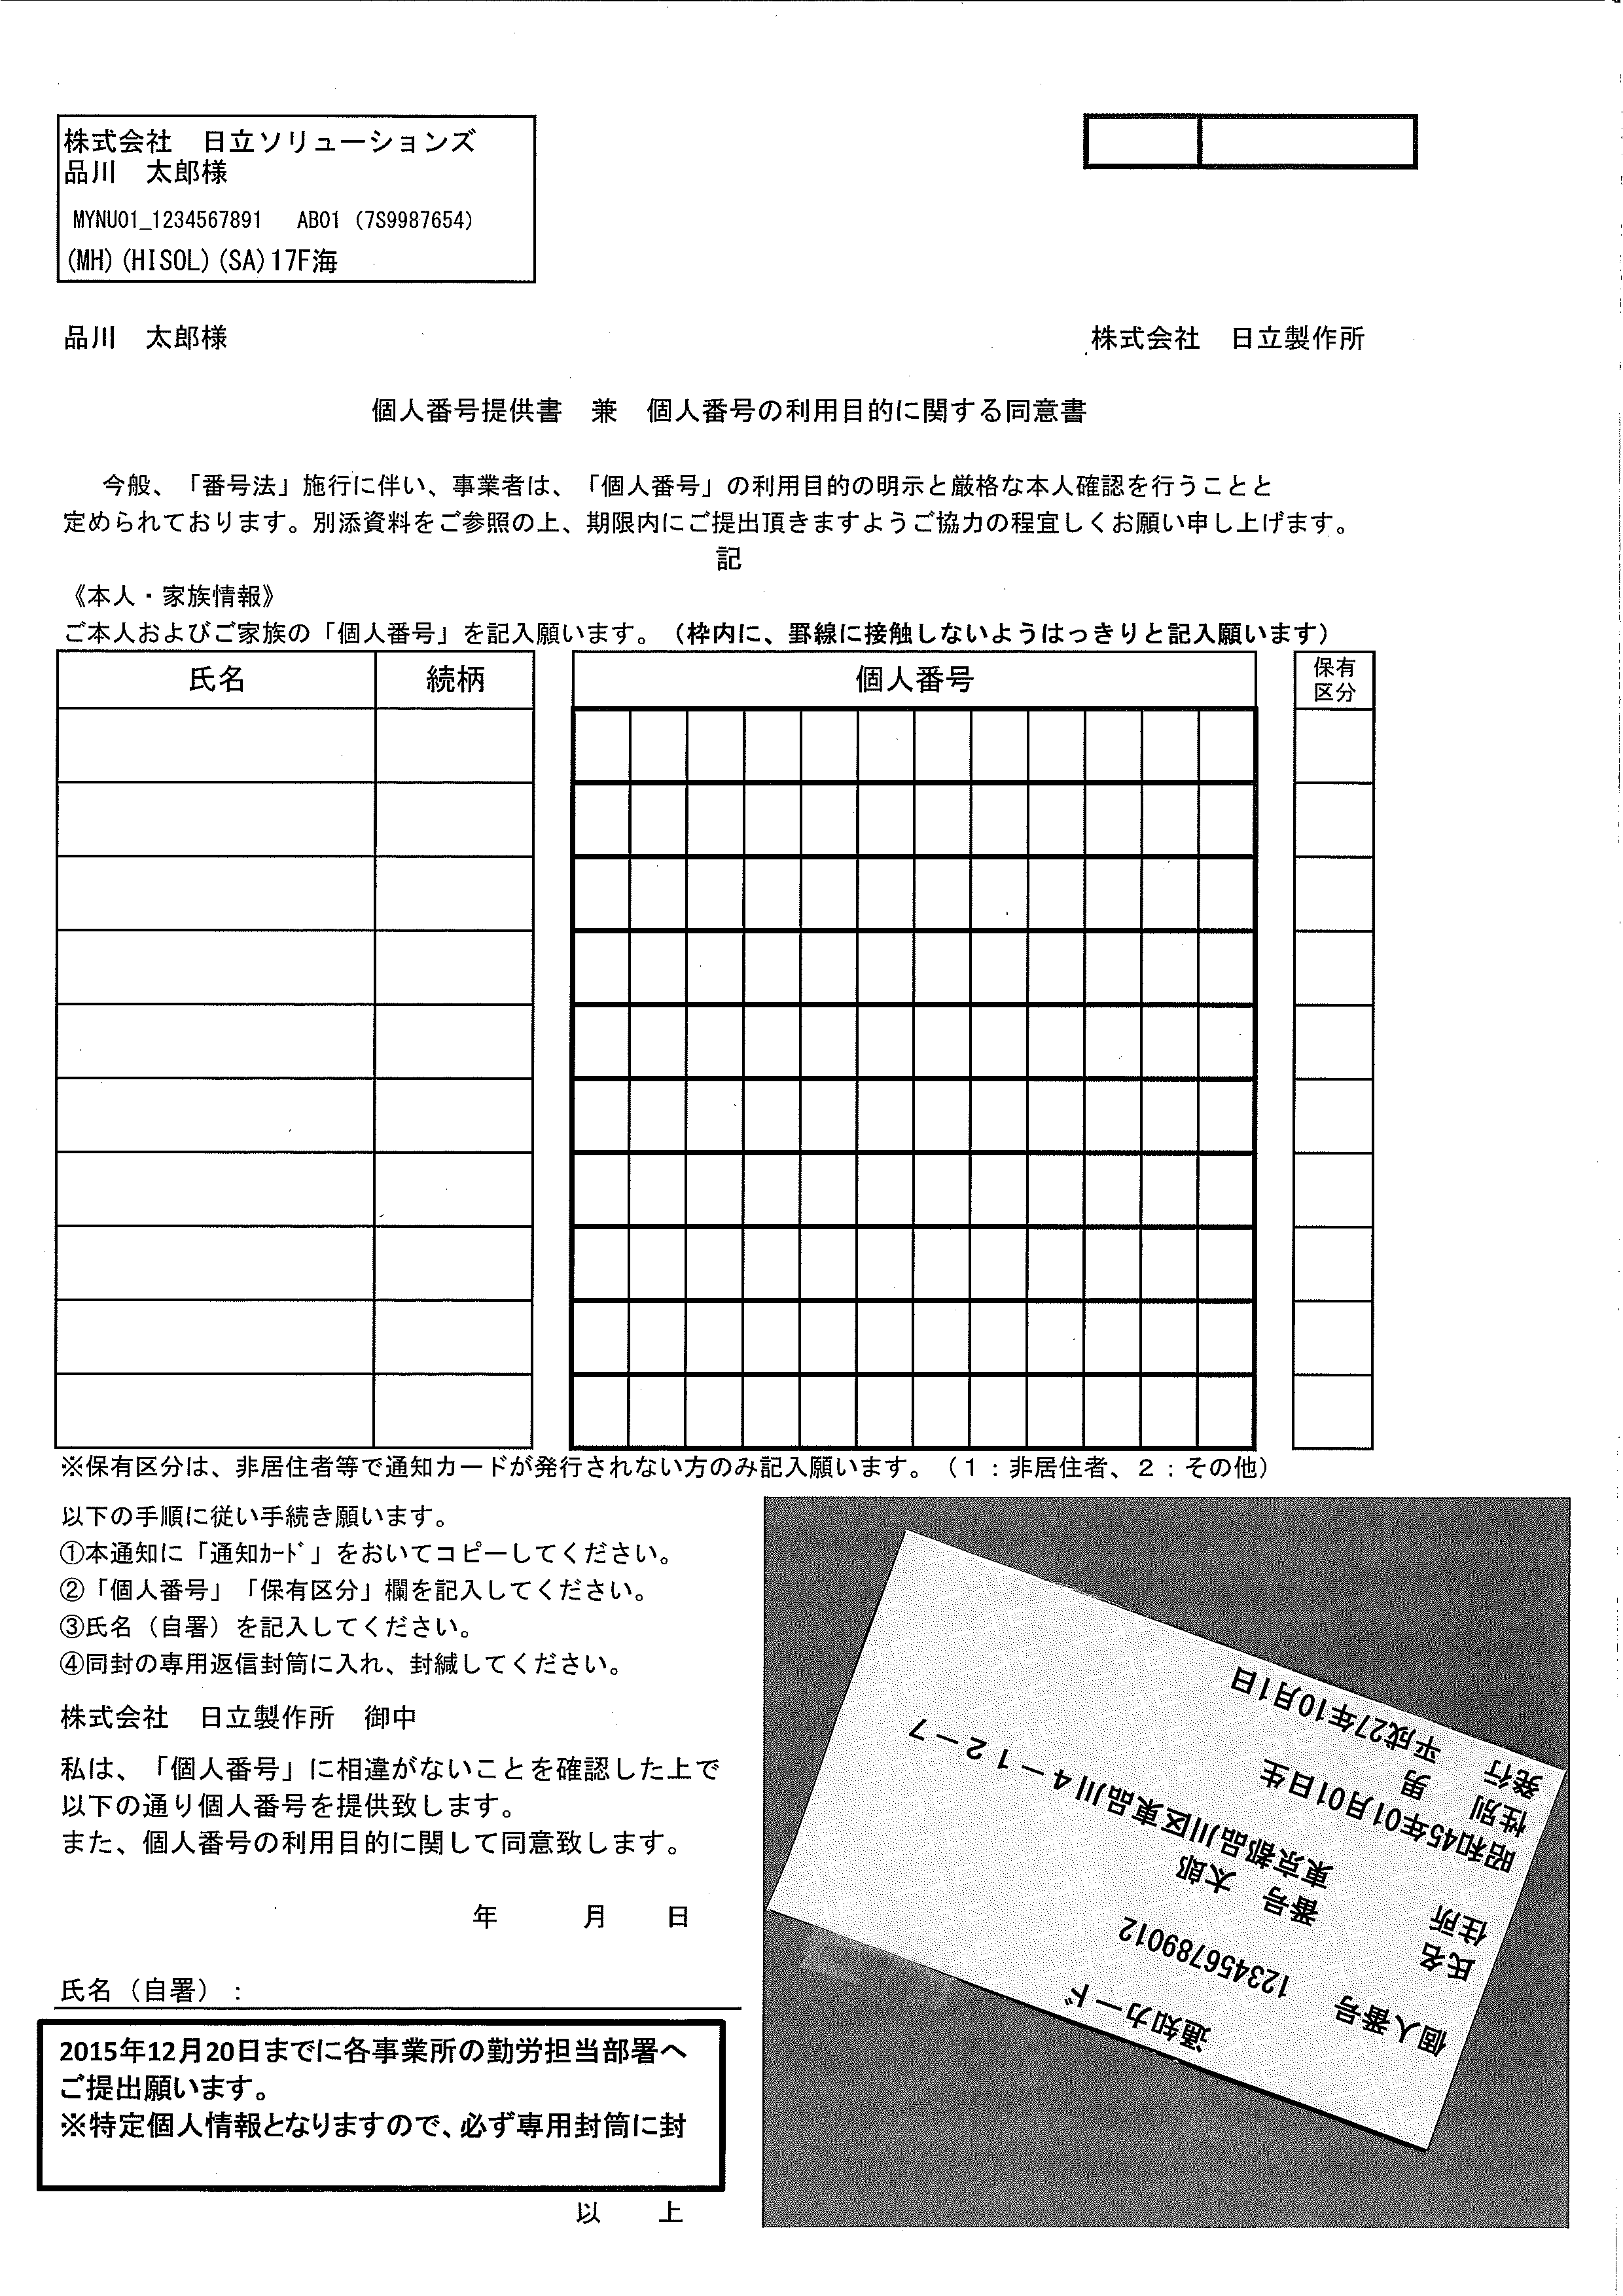 株式会社　日立ソリューションズ
品川　太郎様
MYNU01_1234567891　AB01 (7S9987654)
(MH)(HISOL)(SA)17F海
品川　太郎様
株式会社　日立製作所
個人番号提供書　兼　個人番号の利用目的に関する同意書
今般、「番号法」施行に伴い、事業者は、「個人番号」の利用目的の明示と厳格な本人確認を行うことと
定められております。別添資料をご参照の上、期限内にご提出頂きますようご協力の程宜しくお願い申し上げます。
記
《本人・家族情報》
ご本人およびご家族の「個人番号」を記入願います。（枠内に、罫線に接触しないようはっきりと記入願います）
氏名　続柄　個人番号　保有区分
※保有区分は、非居住者等で通知カードが発行されない方のみ記入願います。（１：非居住者、２：その他）
以下の手順に従い手続き願います。
①本通知に「通知ｶｰﾄﾞ」をおいてコピーしてください。
②「個人番号」「保有区分」欄を記入してください。
③氏名（自署）を記入してください。
④同封の専用返信封筒に入れ、封緘してください。
株式会社　日立製作所　御中
私は、「個人番号」に相違がないことを確認した上で
以下の通り個人番号を提供致します。
また、個人番号の利用目的に関して同意致します。
年　月　日
氏名（自署）：
2015年12月20日までに各事業所の勤労担当部署へ
ご提出願います。
※特定個人情報となりますので、必ず専用封筒に封
以　上
通知カード
個人番号　123456789012
氏名　番号　太郎
住所　東京都品川区東品川４－１２－７
昭和45年01月01日生
性別　男
発行　平成27年10月1日